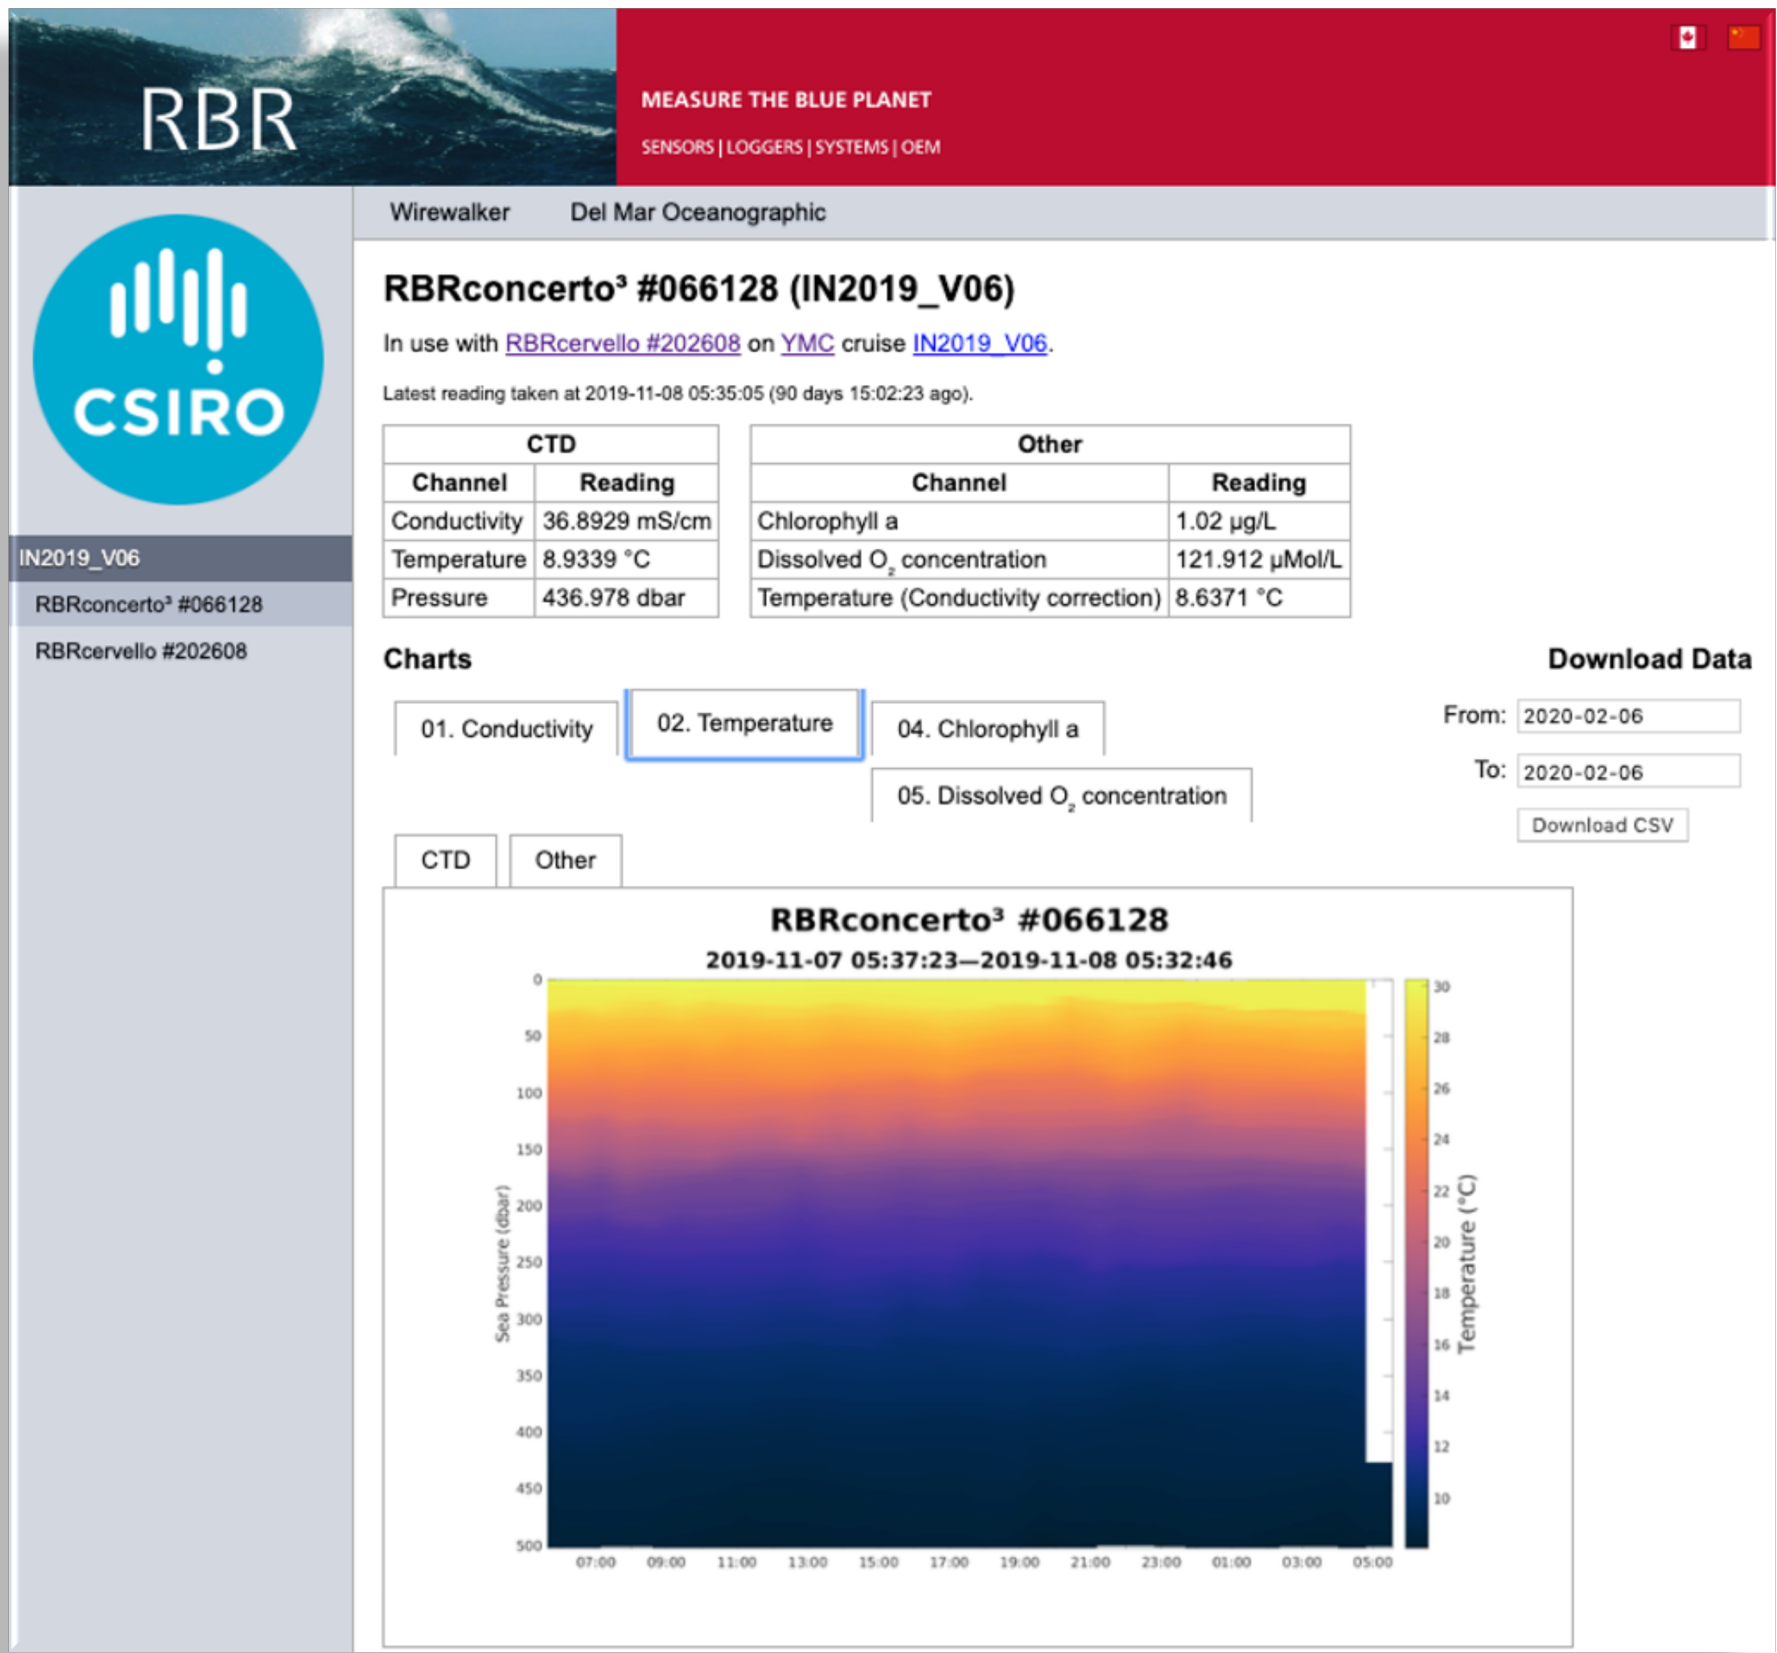 RBR
MEASURE THE BLUE PLANET
SENSORS | LOGGERS | SYSTEMS | OEM
CSIRO
IN2019_V06
RBRconcerto³ #066128
RBRcervello #202608
Wirewalker Del Mar Oceanographic
RBRconcerto³ #066128 (IN2019_V06)
In use with RBRcervello #202608 on YMC cruise IN2019_V06.
Latest reading taken at 2019-11-08 05:35:05 (90 days 15:02:23 ago).
CTD
Channel Reading
Conductivity 36.8929 mS/cm
Temperature 8.9339 °C
Pressure 436.978 dbar
Other
Channel Reading
Chlorophyll a 1.02 µg/L
Dissolved O₂ concentration 121.912 µMol/L
Temperature (Conductivity correction) 8.6371 °C
Charts
01. Conductivity 02. Temperature 04. Chlorophyll a
05. Dissolved O₂ concentration
CTD Other
Download Data
From: 2020-02-06
To: 2020-02-06
Download CSV
RBRconcerto³ #066128
2019-11-07 05:37:23—2019-11-08 05:32:46
Sea Pressure (dbar)
0
50
100
150
200
250
300
350
400
450
500
07:00 09:00 11:00 13:00 15:00 17:00 19:00 21:00 23:00 01:00 03:00 05:00
30
28
26
24
22
20
18
16
14
12
10
Temperature (°C)